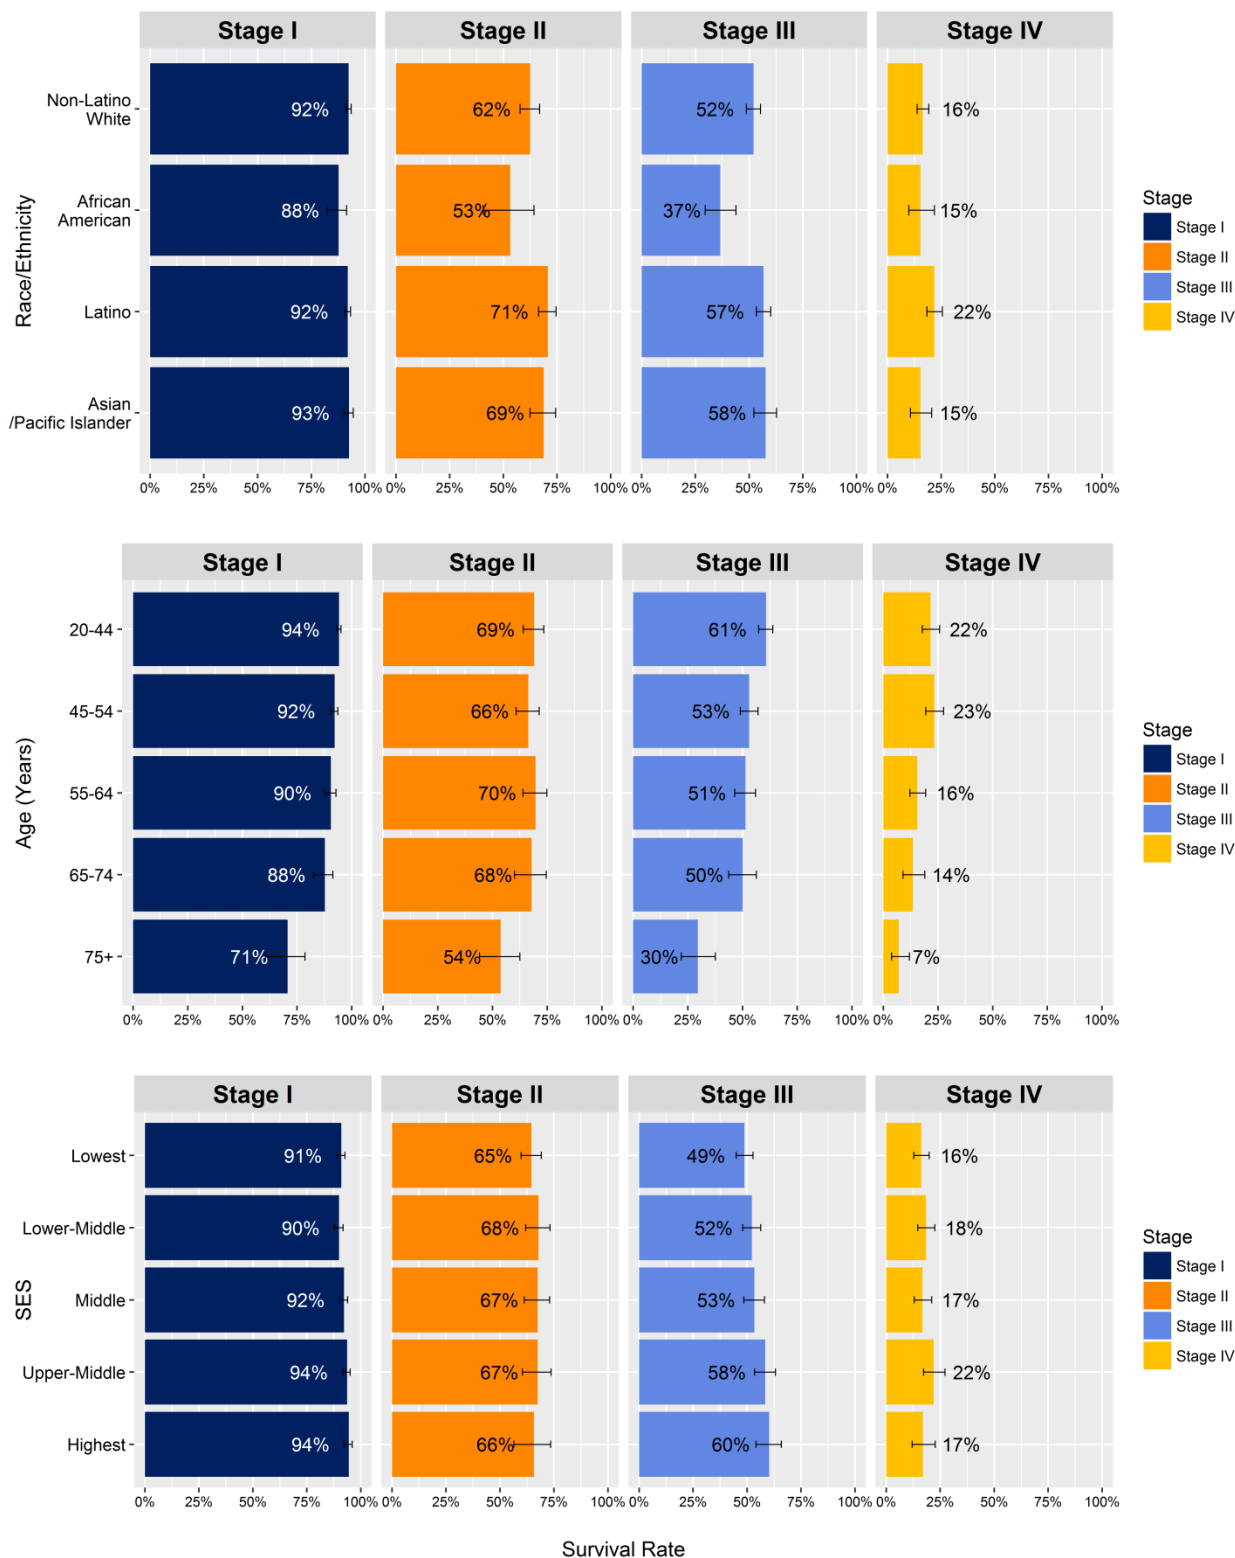 Stage I Stage II Stage III Stage IV
Race/Ethnicity
Non-Latino
White
92% 62% 52% 16%
African
American
88% 53% 37% 15%
Latino
92% 71% 57% 22%
Asian
/Pacific Islander
93% 69% 58% 15%
0% 25% 50% 75% 100% 0% 25% 50% 75% 100% 0% 25% 50% 75% 100% 0% 25% 50% 75% 100%
Stage
Stage I
Stage II
Stage III
Stage IV
Stage I Stage II Stage III Stage IV
Age (Years)
20-44 94% 69% 61% 22%
45-54 92% 66% 53% 23%
55-64 90% 70% 51% 16%
65-74 88% 68% 50% 14%
75+ 71% 54% 30% 7%
0% 25% 50% 75% 100% 0% 25% 50% 75% 100% 0% 25% 50% 75% 100% 0% 25% 50% 75% 100%
Stage
Stage I
Stage II
Stage III
Stage IV
Stage I Stage II Stage III Stage IV
SES
Lowest 91% 65% 49% 16%
Lower-Middle 90% 68% 52% 18%
Middle 92% 67% 53% 17%
Upper-Middle 94% 67% 58% 22%
Highest 94% 66% 60% 17%
0% 25% 50% 75% 100% 0% 25% 50% 75% 100% 0% 25% 50% 75% 100% 0% 25% 50% 75% 100%
Stage
Stage I
Stage II
Stage III
Stage IV
Survival Rate